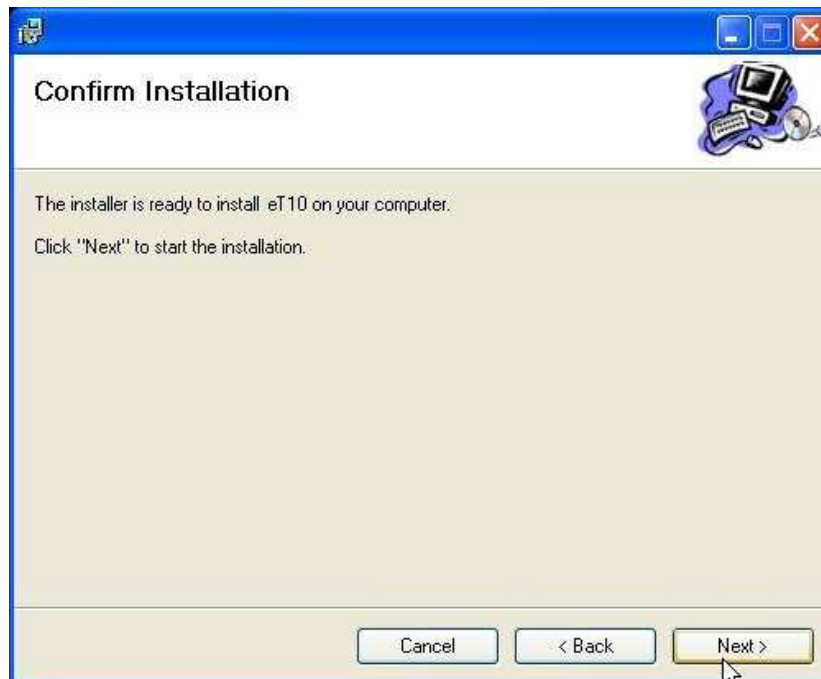 Confirm Installation
The installer is ready to install eT10 on your computer.
Click "Next" to start the installation.
Cancel
< Back
Next >